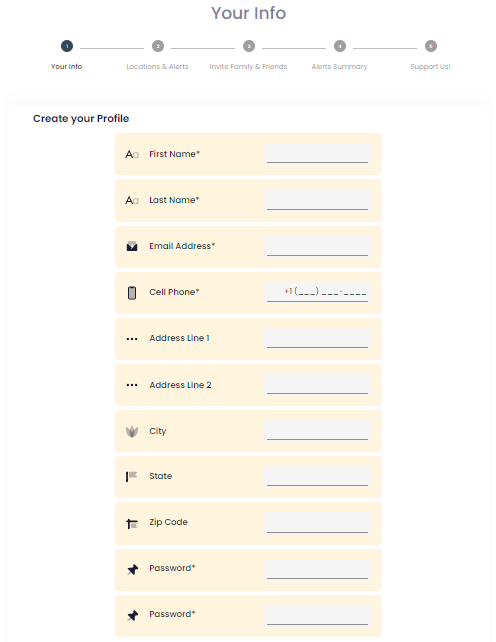 Your Info
1 2 3 4 5
Your Info Locations & Alerts Invite Family & Friends Alerts Summary Support Us!
Create your Profile
First Name*
Last Name*
Email Address*
Cell Phone* +1 (___) ___-____
Address Line 1
Address Line 2
City
State
Zip Code
Password*
Password*